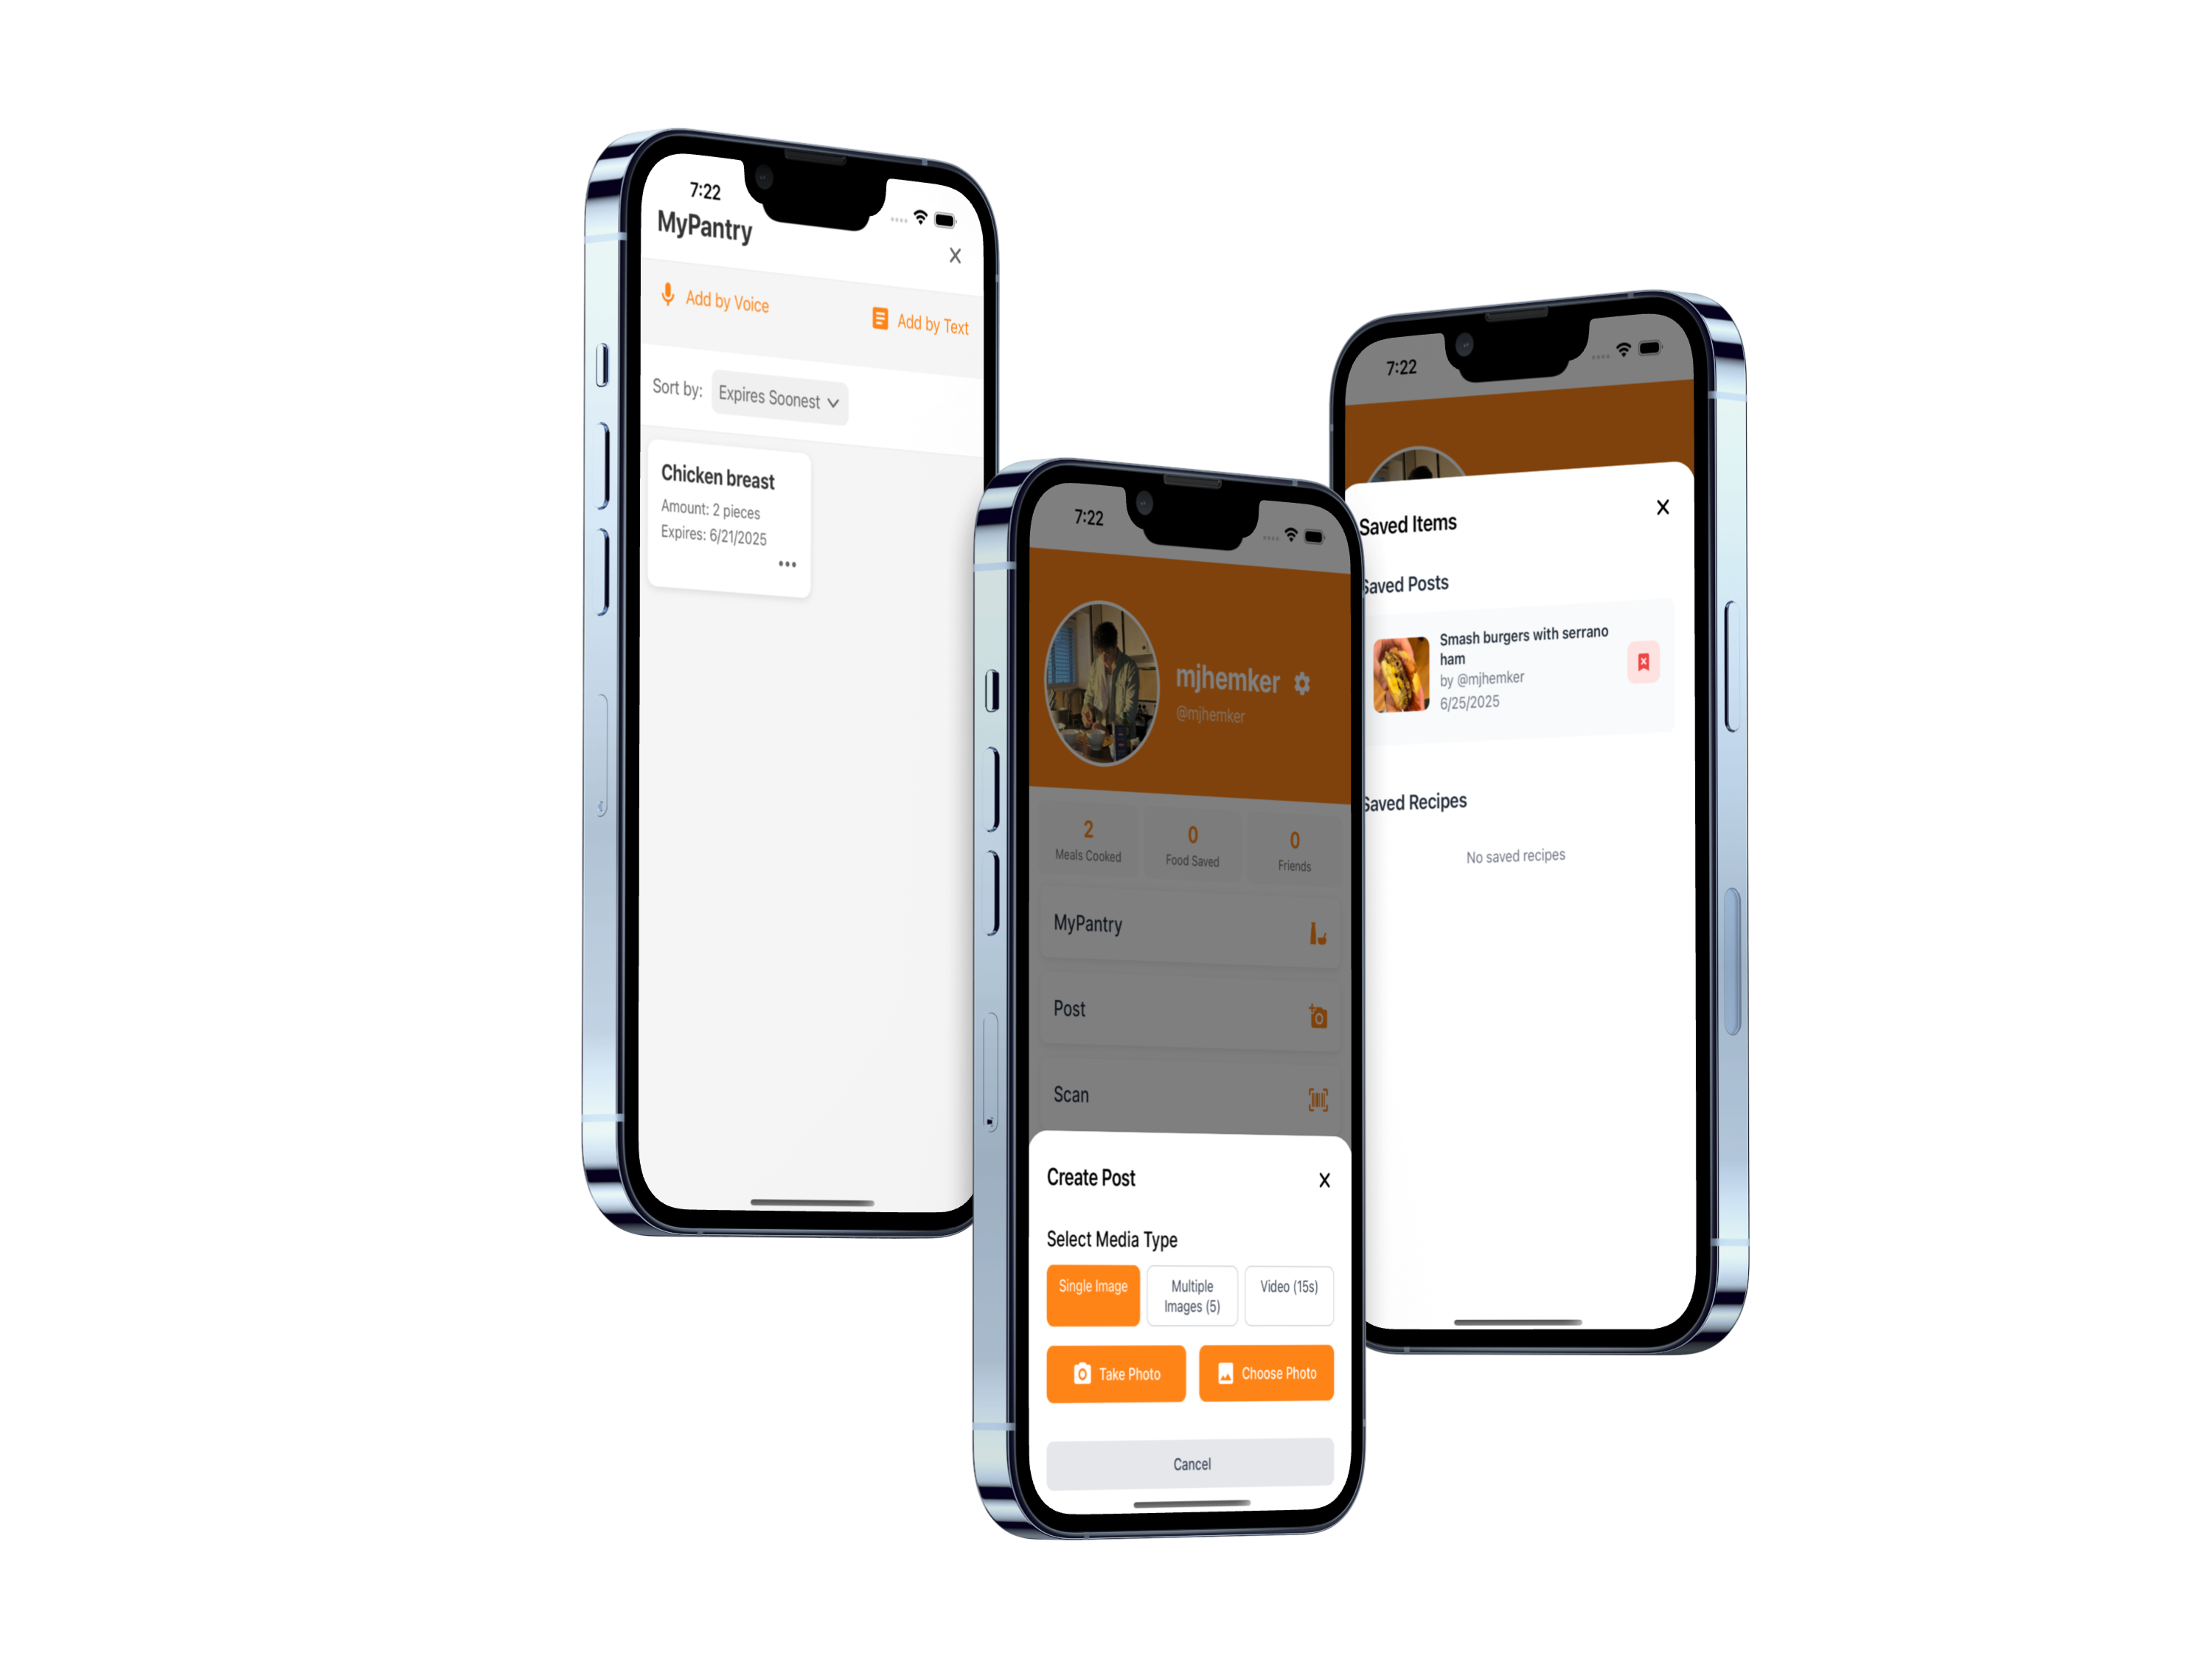 7:22
MyPantry
Add by Voice
Add by Text
Sort by:
Expires Soonest
Chicken breast
Amount: 2 pieces
Expires: 6/21/2025
7:22
mjhemker
@mjhemker
2
Meals Cooked
0
Food Saved
0
Friends
MyPantry
Post
Scan
Create Post
Select Media Type
Single Image
Multiple
Images (5)
Video (15s)
Take Photo
Choose Photo
Cancel
7:22
Saved Items
Saved Posts
Smash burgers with serrano
ham
by @mjhemker
6/25/2025
Saved Recipes
No saved recipes